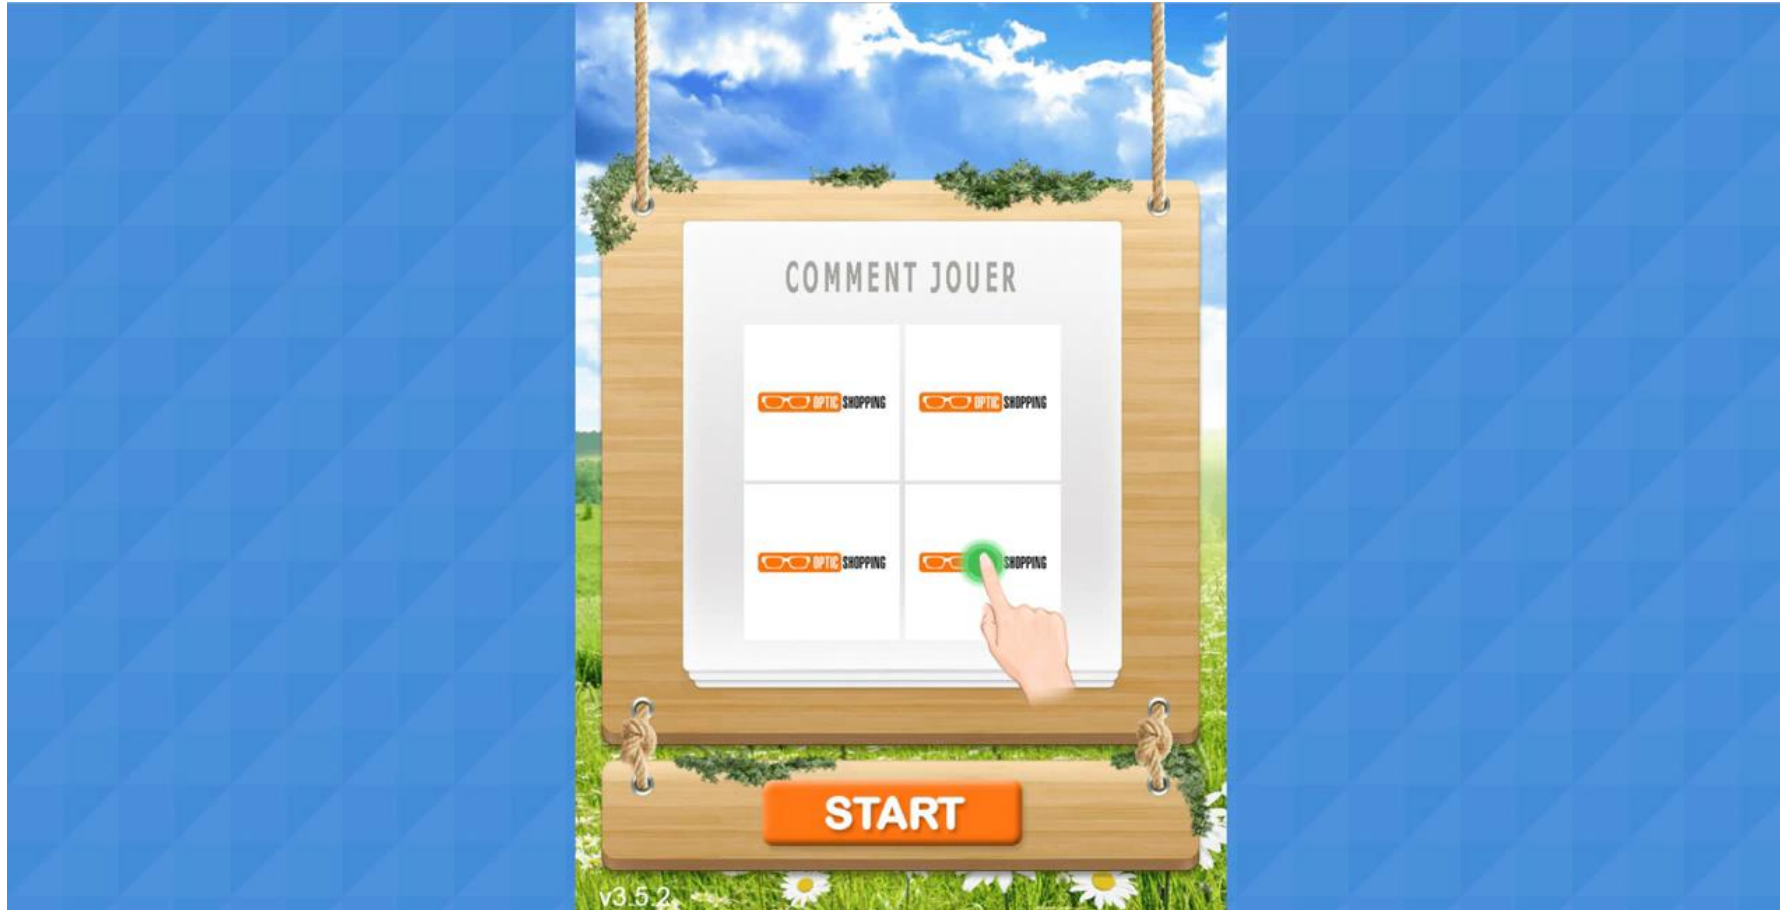 COMMENT JOUER
OPTIC SHOPPING OPTIC SHOPPING
OPTIC SHOPPING SHOPPING
START
v3.5.2